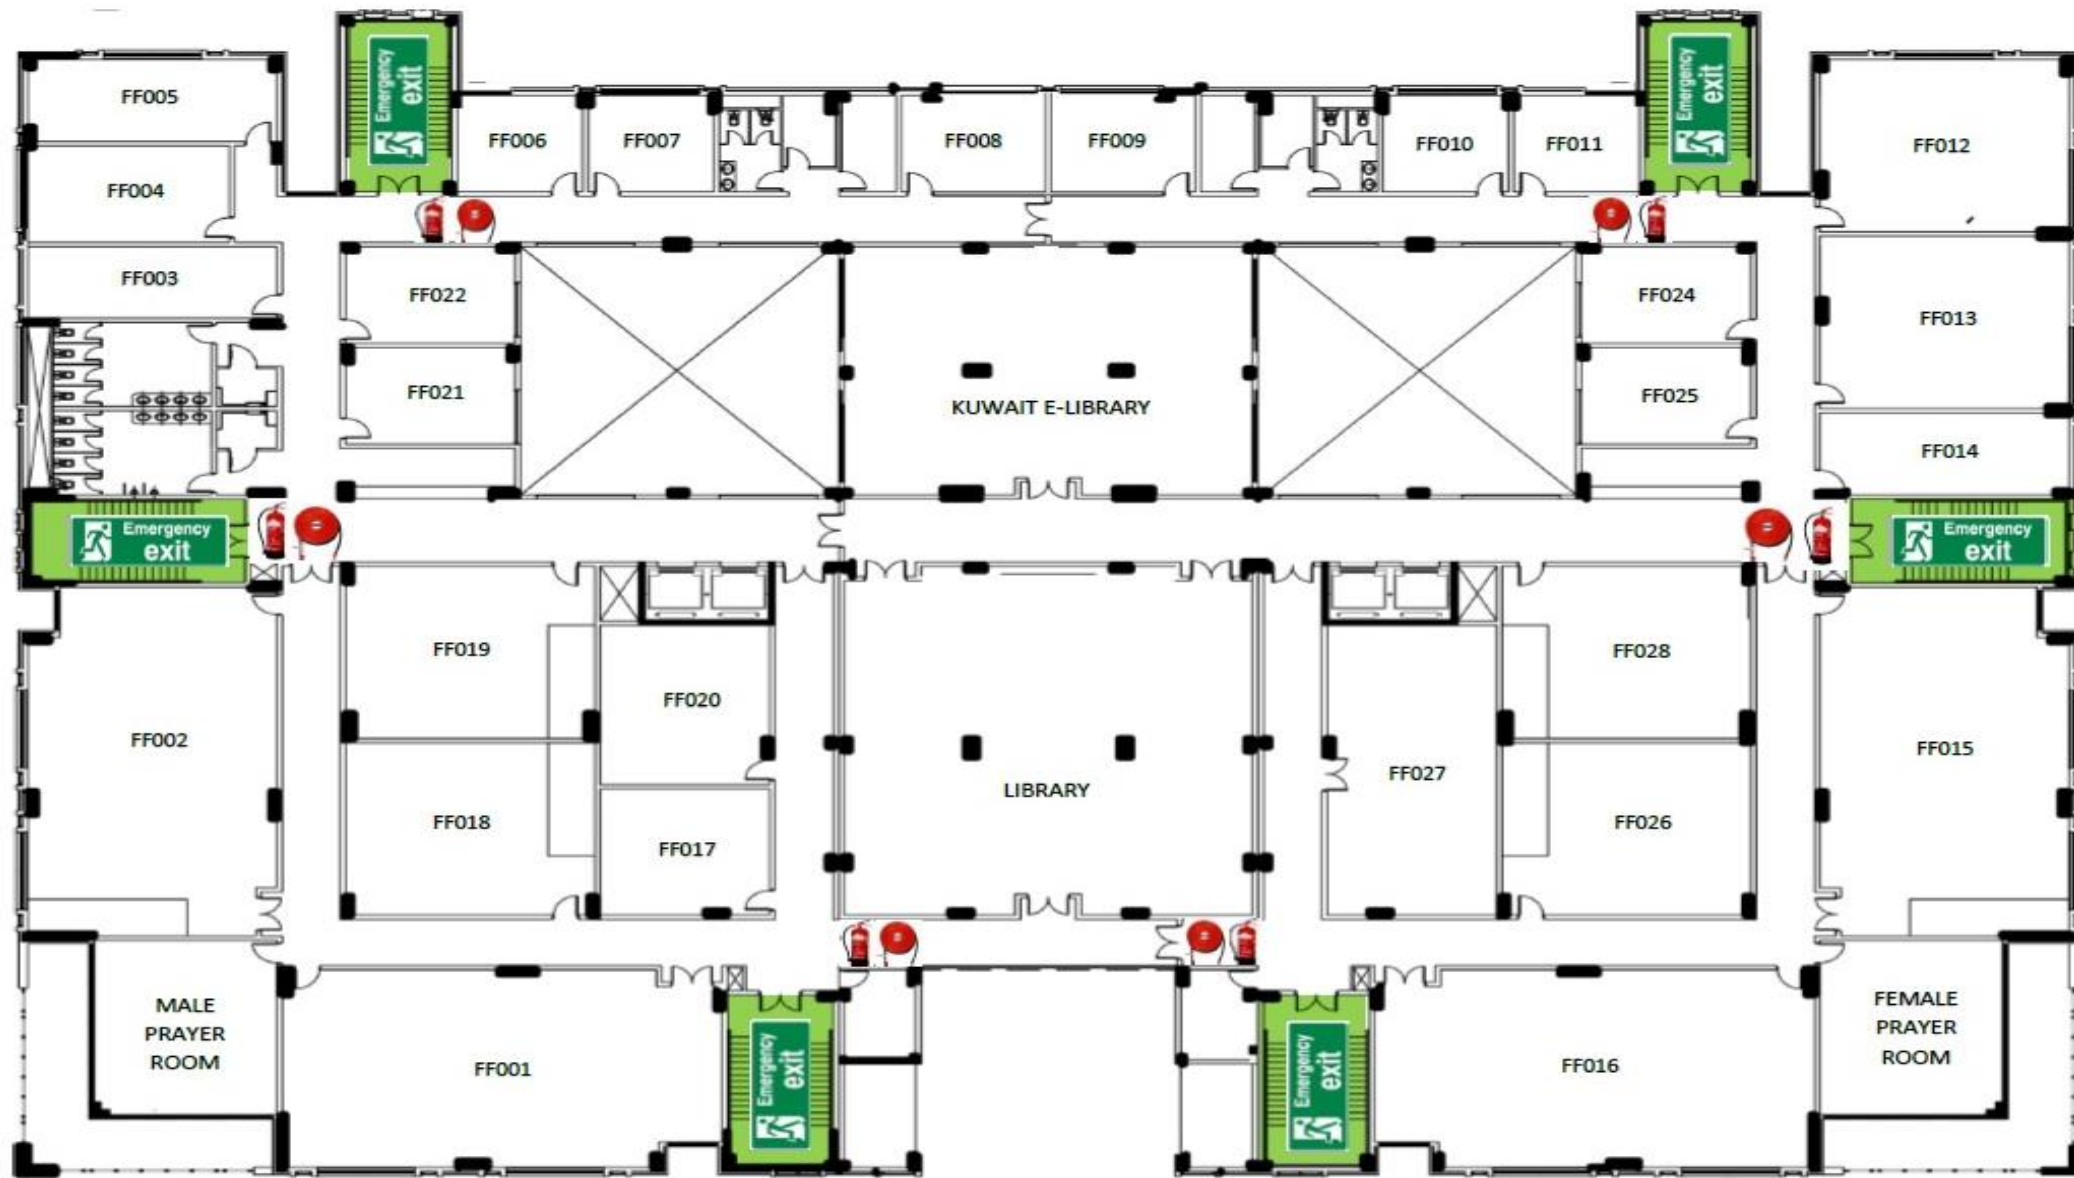 Emergency
exit
Emergency
exit
FF005
FF006
FF007
FF008
FF009
FF010
FF011
FF012
FF004
FF003
FF022
FF024
FF013
FF021
KUWAIT E-LIBRARY
FF025
FF014
Emergency
exit
Emergency
exit
FF019
FF028
FF020
FF002
FF015
FF027
LIBRARY
FF018
FF026
FF017
MALE
PRAYER
ROOM
FF001
Emergency
exit
Emergency
exit
FF016
FEMALE
PRAYER
ROOM